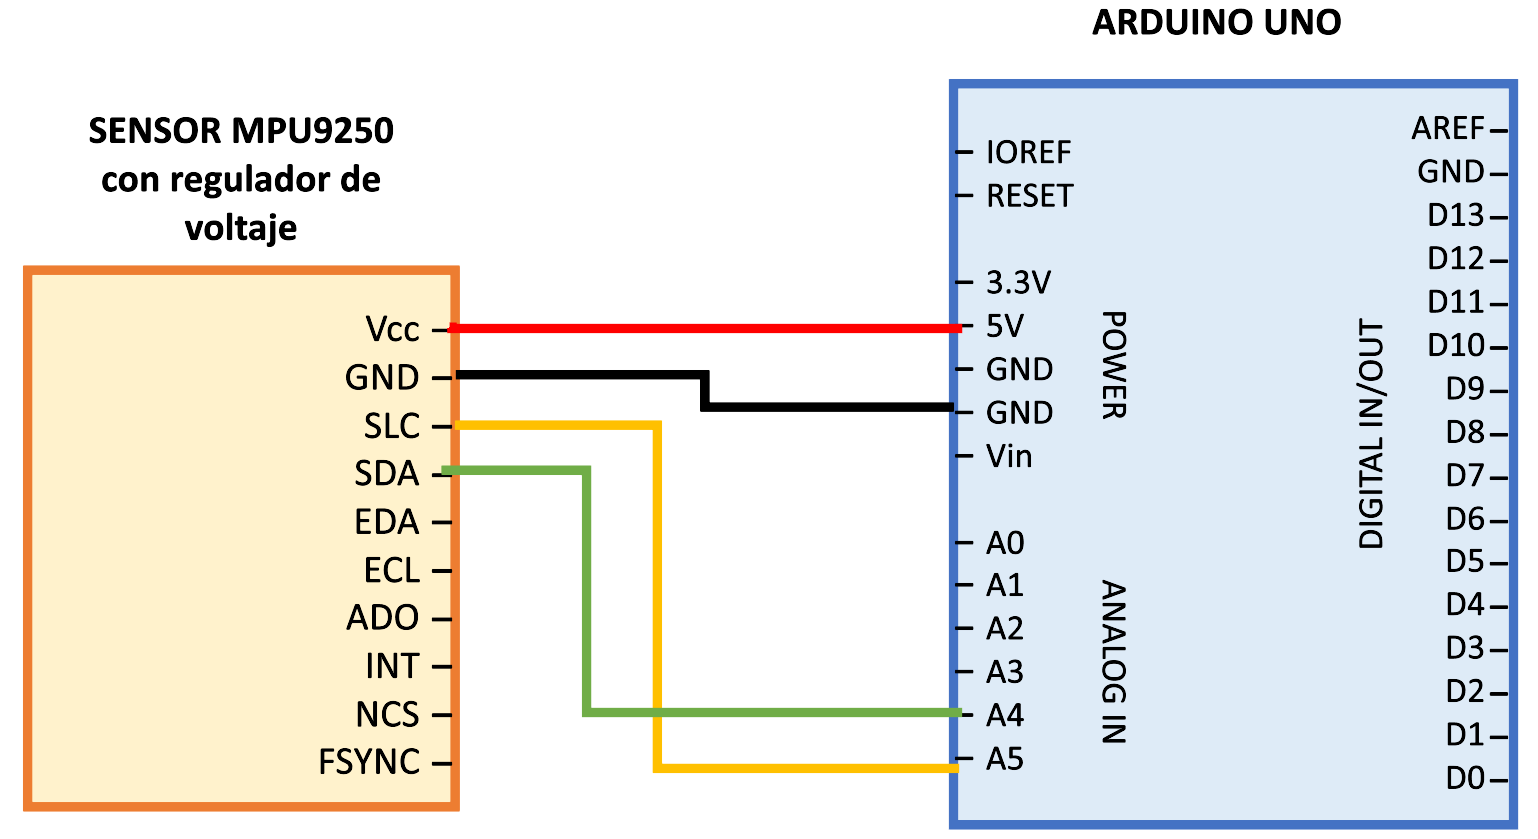 ARDUINO UNO
SENSOR MPU9250
con regulador de
voltaje
Vcc
GND
SLC
SDA
EDA
ECL
ADO
INT
NCS
FSYNC
IOREF
RESET
3.3V
5V
GND
GND
Vin
POWER
A0
A1
A2
A3
A4
A5
ANALOG IN
DIGITAL IN/OUT
AREF
GND
D13
D12
D11
D10
D9
D8
D7
D6
D5
D4
D3
D2
D1
D0